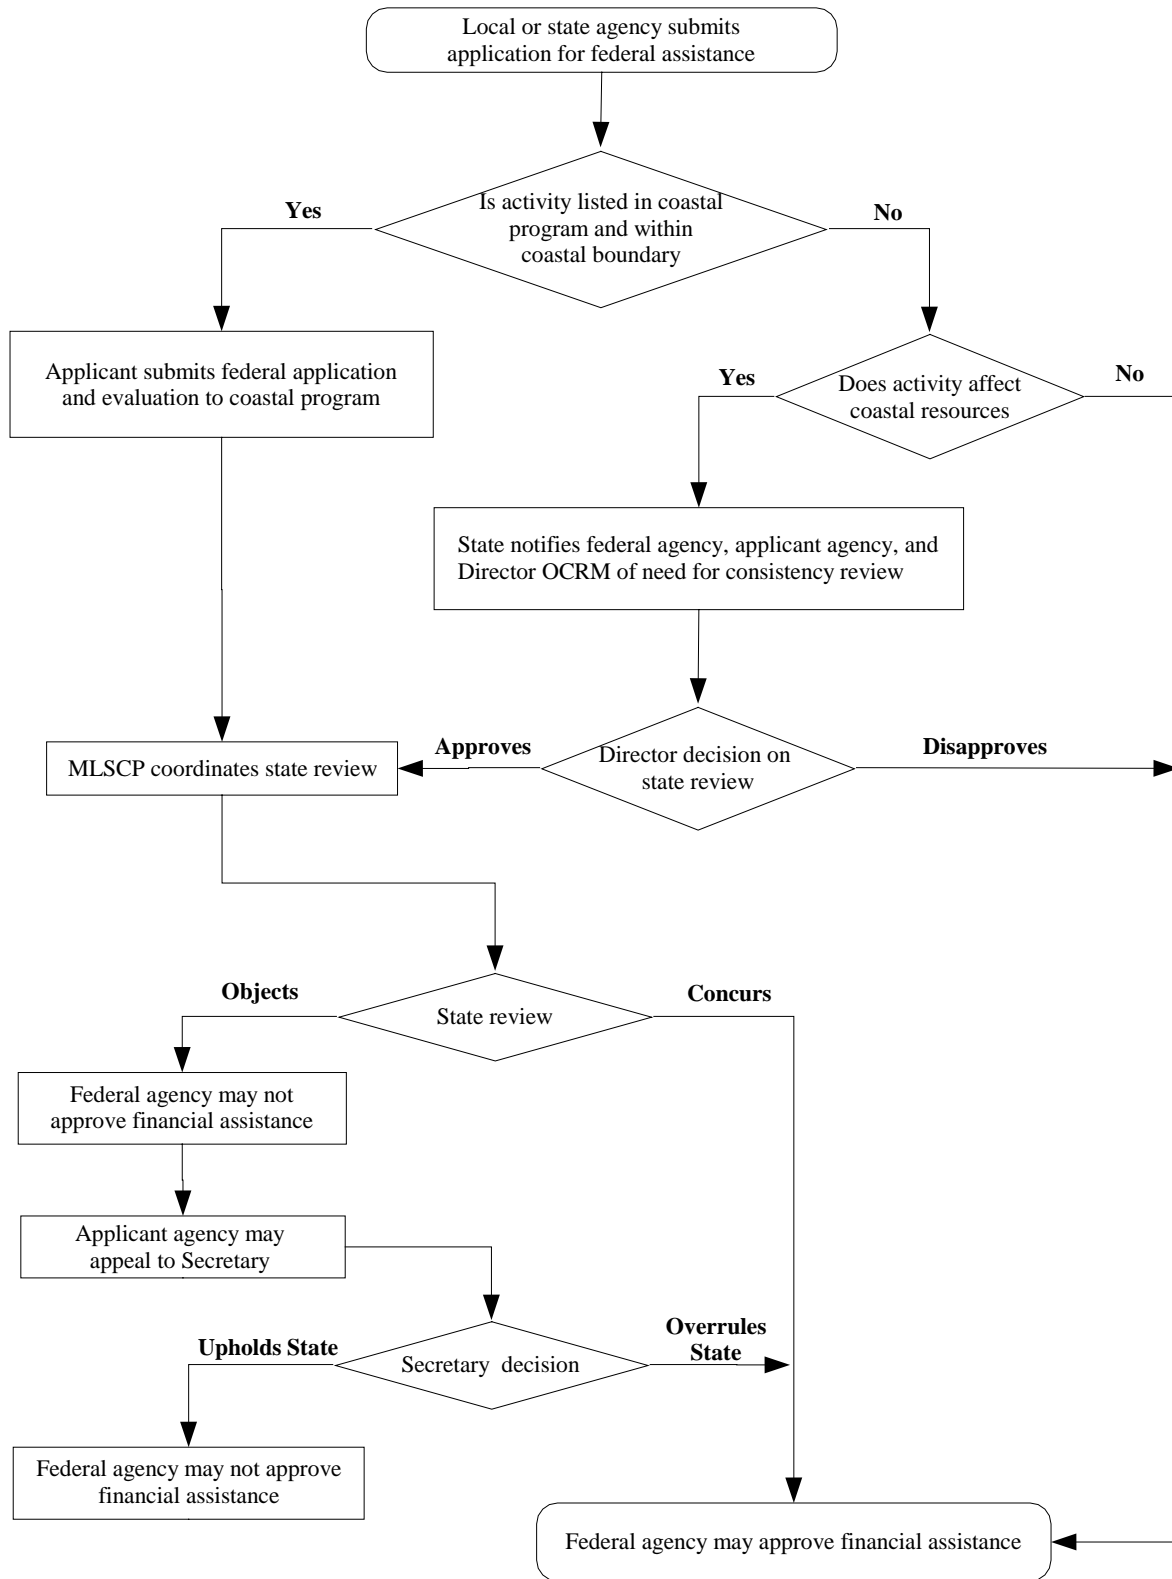 Local or state agency submits
application for federal assistance
Is activity listed in coastal
program and within
coastal boundary
Yes
No
Applicant submits federal application
and evaluation to coastal program
Does activity affect
coastal resources
Yes
No
State notifies federal agency, applicant agency, and
Director OCRM of need for consistency review
MLSCP coordinates state review
Approves
Director decision on
state review
Disapproves
Objects
State review
Concurs
Federal agency may not
approve financial assistance
Applicant agency may
appeal to Secretary
Upholds State
Secretary  decision
Overrules
State
Federal agency may not approve
financial assistance
Federal agency may approve financial assistance